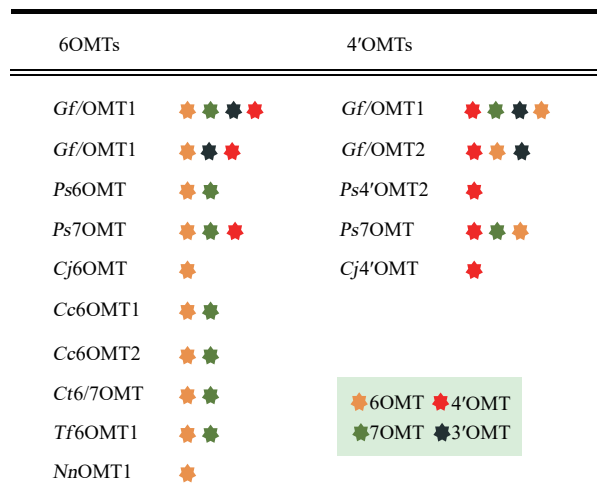 6OMTs 4′OMTs
Gf/OMT1 Gf/OMT1
Gf/OMT1 Gf/OMT2
Ps6OMT Ps4′OMT2
Ps7OMT Ps7OMT
Cj6OMT Cj4′OMT
Cc6OMT1
Cc6OMT2
Ct6/7OMT
Tf6OMT1
NnOMT1
6OMT 4′OMT
7OMT 3′OMT